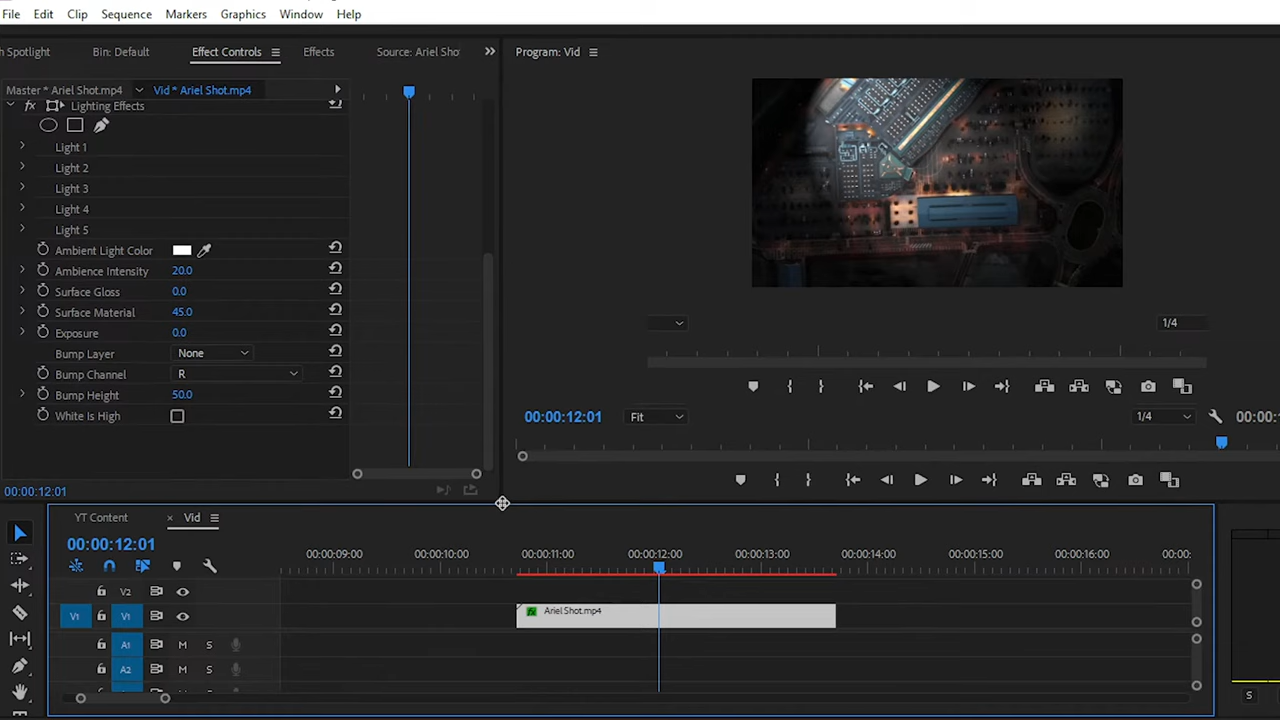 File Edit Clip Sequence Markers Graphics Window Help
h Spotlight Bin: Default Effect Controls Effects Source: Ariel Sho Program: Vid
Master * Ariel Shot.mp4 Vid * Ariel Shot.mp4
fx Lighting Effects
Light 1
Light 2
Light 3
Light 4
Light 5
Ambient Light Color
Ambience Intensity 20.0
Surface Gloss 0.0
Surface Material 45.0
Exposure 0.0
Bump Layer None
Bump Channel R
Bump Height 50.0
White Is High
00:00:12:01
1/4
00:00:12:01 Fit 1/4 00:00:
YT Content × Vid
00:00:12:01
00:00:09:00 00:00:10:00 00:00:11:00 00:00:12:00 00:00:13:00 00:00:14:00 00:00:15:00 00:00:16:00 00:00:
V2
V1 V1 fx Ariel Shot.mp4
A1 M S
A2 M S
S